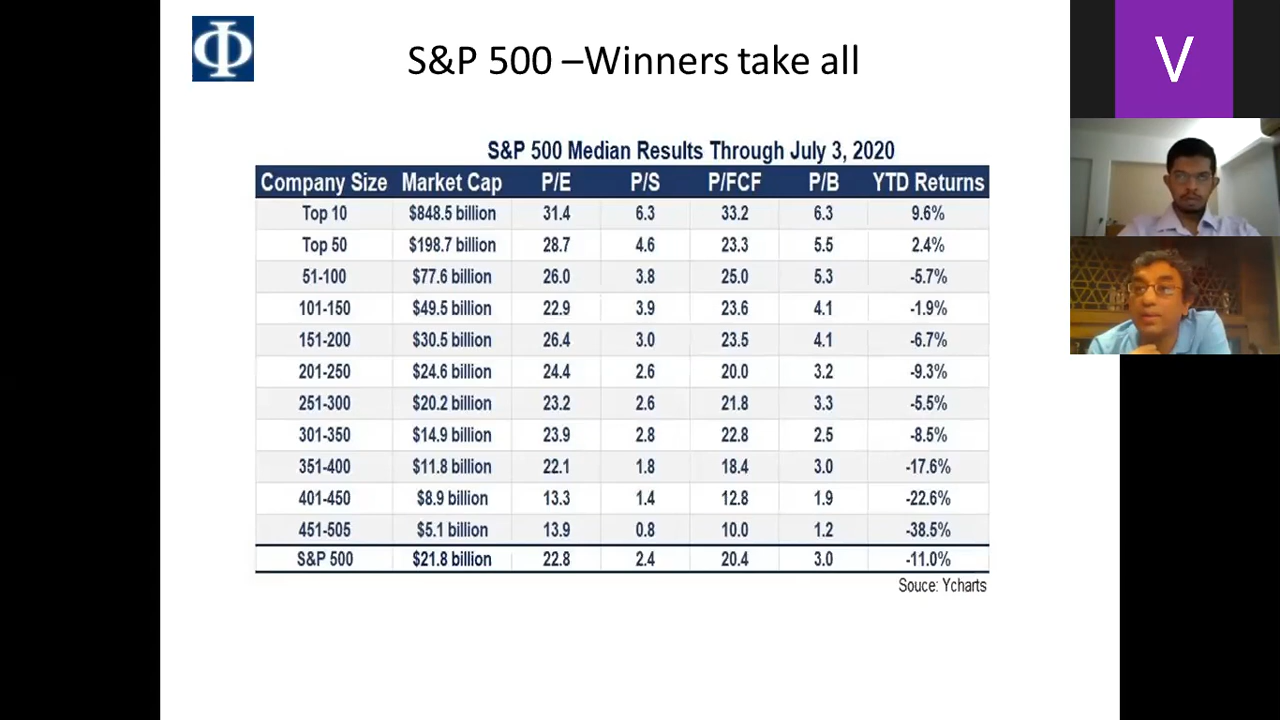 Φ
S&P 500 –Winners take all
V
S&P 500 Median Results Through July 3, 2020
Company Size Market Cap P/E P/S P/FCF P/B YTD Returns
Top 10 $848.5 billion 31.4 6.3 33.2 6.3 9.6%
Top 50 $198.7 billion 28.7 4.6 23.3 5.5 2.4%
51-100 $77.6 billion 26.0 3.8 25.0 5.3 -5.7%
101-150 $49.5 billion 22.9 3.9 23.6 4.1 -1.9%
151-200 $30.5 billion 26.4 3.0 23.5 4.1 -6.7%
201-250 $24.6 billion 24.4 2.6 20.0 3.2 -9.3%
251-300 $20.2 billion 23.2 2.6 21.8 3.3 -5.5%
301-350 $14.9 billion 23.9 2.8 22.8 2.5 -8.5%
351-400 $11.8 billion 22.1 1.8 18.4 3.0 -17.6%
401-450 $8.9 billion 13.3 1.4 12.8 1.9 -22.6%
451-505 $5.1 billion 13.9 0.8 10.0 1.2 -38.5%
S&P 500 $21.8 billion 22.8 2.4 20.4 3.0 -11.0%
Souce: Ycharts